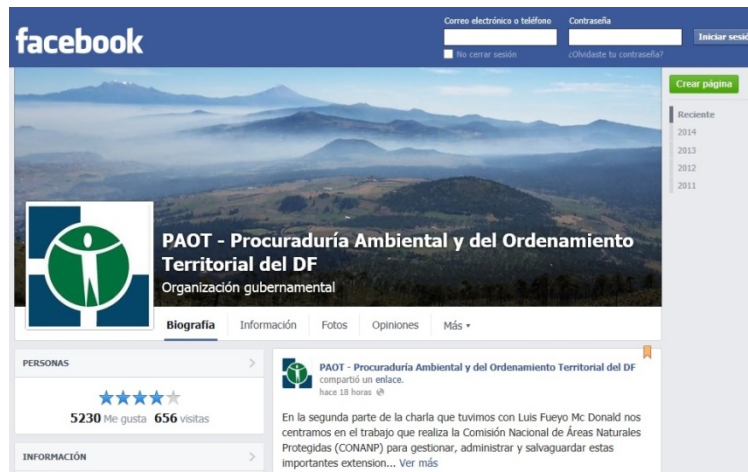 facebook
Correo electrónico o teléfono
Contraseña
No cerrar sesión
¿Olvidaste tu contraseña?
Iniciar sesió
Crear página
Reciente
2014
2013
2012
2011
PAOT - Procuraduría Ambiental y del Ordenamiento
Territorial del DF
Organización gubernamental
Biografía
Información
Fotos
Opiniones
Más
PERSONAS
5230 Me gusta 656 visitas
INFORMACIÓN
PAOT - Procuraduría Ambiental y del Ordenamiento Territorial del DF
compartió un enlace.
hace 18 horas
En la segunda parte de la charla que tuvimos con Luis Fueyo Mc Donald nos
centramos en el trabajo que realiza la Comisión Nacional de Áreas Naturales
Protegidas (CONANP) para gestionar, administrar y salvaguardar estas
importantes extension... Ver más